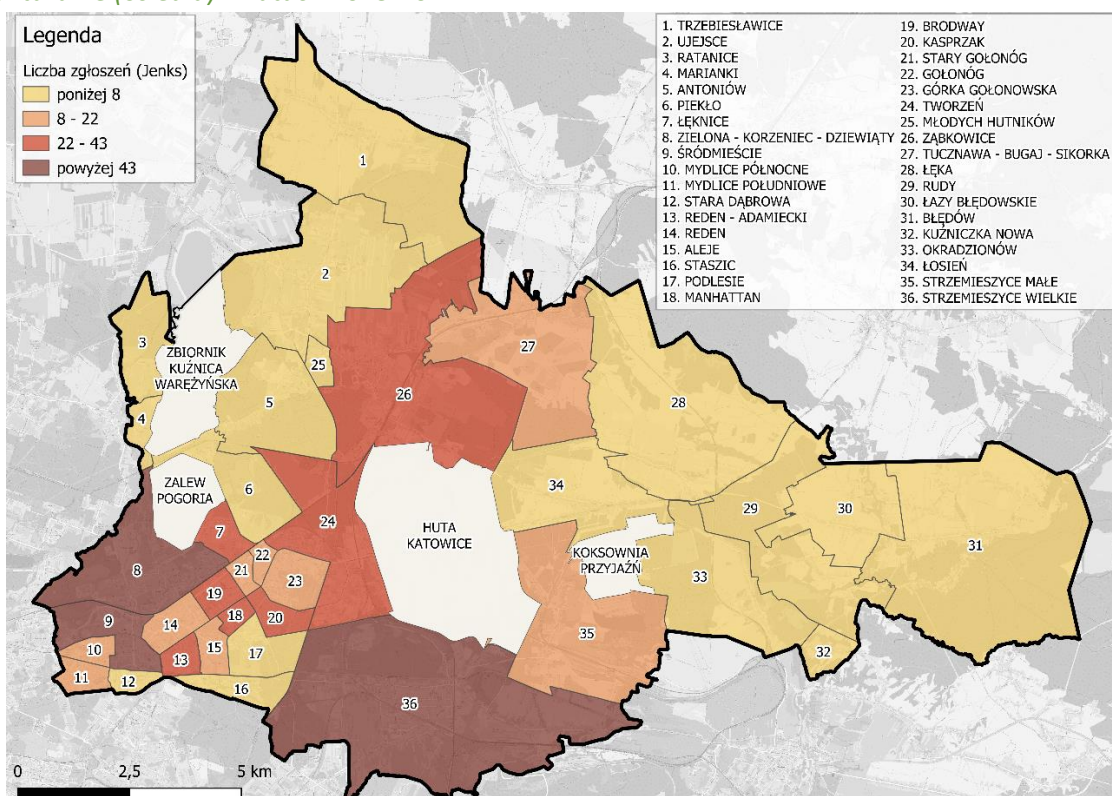 Legenda
Liczba zgłoszeń (Jenks)
poniżej 8
8 - 22
22 - 43
powyżej 43
1. TRZEBIESŁAWICE
2. UJEJSCE
3. RATANICE
4. MARIANKI
5. ANTONIÓW
6. PIEKŁO
7. ŁĘKNICE
8. ZIELONA - KORZENIEC - DZIEWIĄTY
9. ŚRÓDMIEŚCIE
10. MYDLICE PÓŁNOCNE
11. MYDLICE POŁUDNIOWE
12. STARA DĄBROWA
13. REDEN - ADAMIECKI
14. REDEN
15. ALEJE
16. STASZIC
17. PODLESIE
18. MANHATTAN
19. BRODWAY
20. KASPRZAK
21. STARY GOŁONÓG
22. GOŁONÓG
23. GÓRKA GOŁONOWSKA
24. TWORZEŃ
25. MŁODYCH HUTNIKÓW
26. ZĄBKOWICE
27. TUCZNAWA - BUGAJ - SIKORKA
28. ŁĘKA
29. RUDY
30. ŁAZY BŁĘDOWSKIE
31. BŁĘDÓW
32. KUŹNICZKA NOWA
33. OKRADZIONÓW
34. ŁOSIEŃ
35. STRZEMIESZYCE MAŁE
36. STRZEMIESZYCE WIELKIE
1
2
3
ZBIORNIK
KUŹNICA
WARĘŻYŃSKA
27
25
26
5
4
28
ZALEW
POGORIA
6
34
7
24
HUTA
KATOWICE
29
30
31
KOKSOWNIA
PRZYJAŹŃ
8
22
21
23
33
19
18
20
9
14
35
10
15
13
17
32
11
12
16
36
0
2,5
5 km